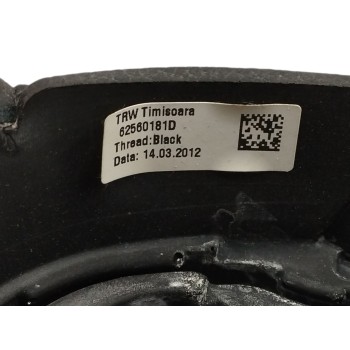 TRW Timisoara
62560181D
Thread:Black
Data: 14.03.2012